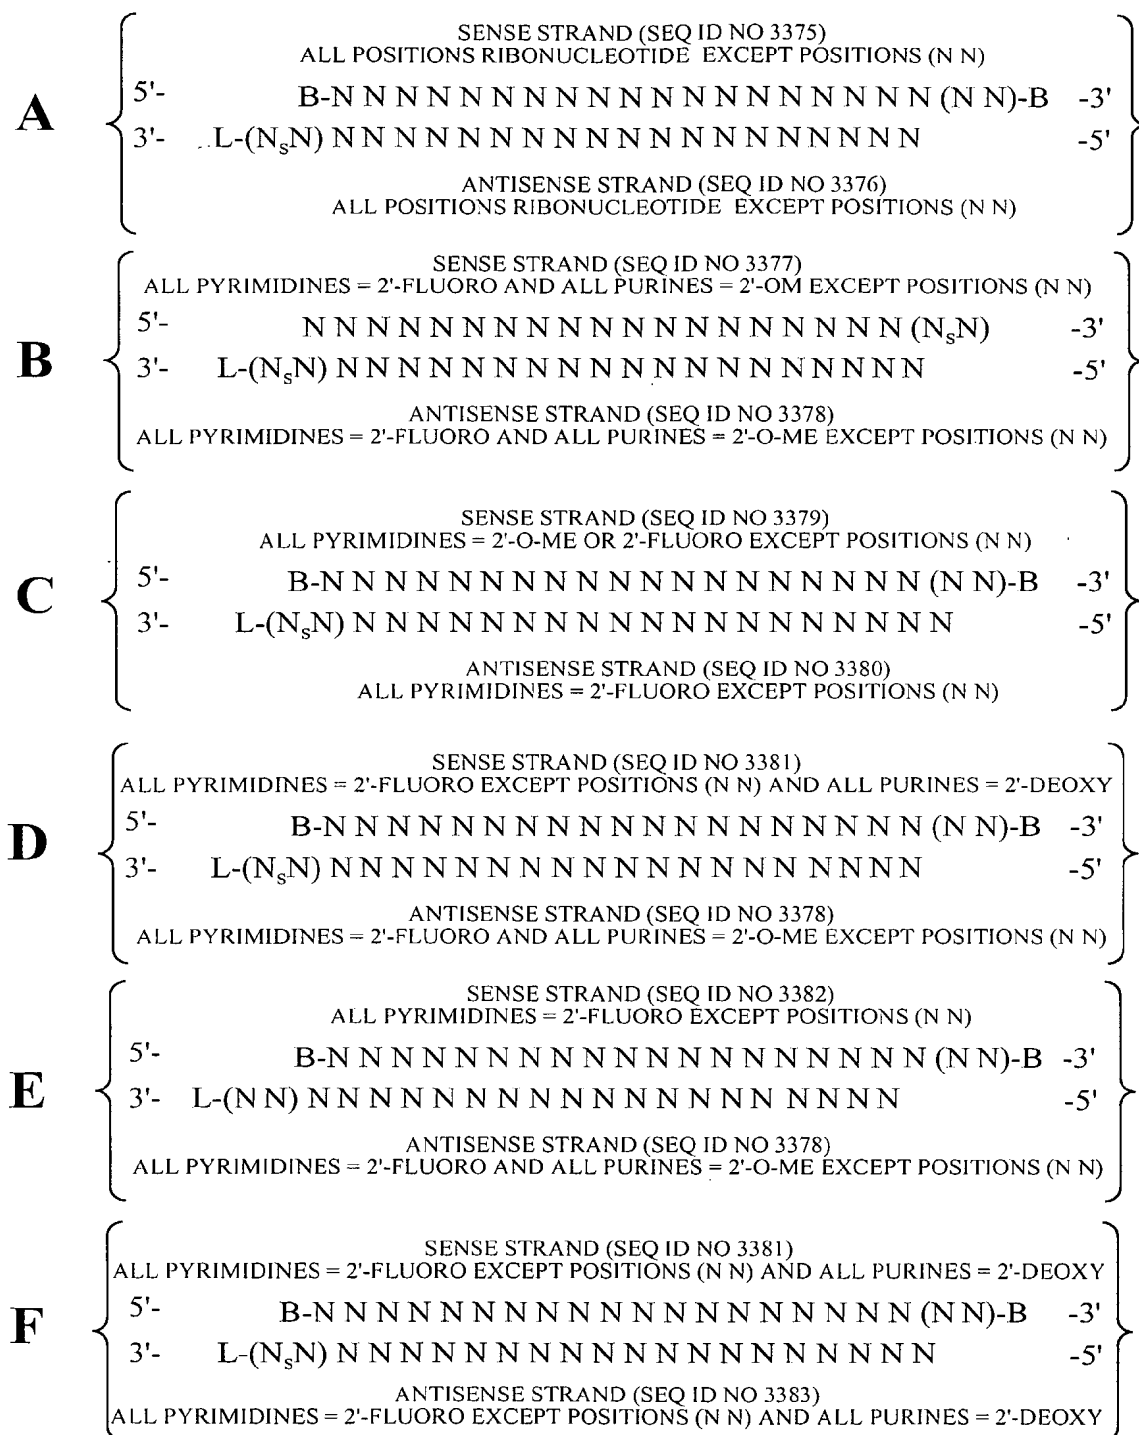 SENSE STRAND (SEQ ID NO 3375)
ALL POSITIONS RIBONUCLEOTIDE EXCEPT POSITIONS (N N)
A
5'- B-N N N N N N N N N N N N N N N N N N N (N N)-B -3'
3'- L-(NₛN) N N N N N N N N N N N N N N N N N N N -5'
ANTISENSE STRAND (SEQ ID NO 3376)
ALL POSITIONS RIBONUCLEOTIDE EXCEPT POSITIONS (N N)
SENSE STRAND (SEQ ID NO 3377)
ALL PYRIMIDINES = 2'-FLUORO AND ALL PURINES = 2'-OM EXCEPT POSITIONS (N N)
B
5'- N N N N N N N N N N N N N N N N N N N (NₛN) -3'
3'- L-(NₛN) N N N N N N N N N N N N N N N N N N N -5'
ANTISENSE STRAND (SEQ ID NO 3378)
ALL PYRIMIDINES = 2'-FLUORO AND ALL PURINES = 2'-O-ME EXCEPT POSITIONS (N N)
SENSE STRAND (SEQ ID NO 3379)
ALL PYRIMIDINES = 2'-O-ME OR 2'-FLUORO EXCEPT POSITIONS (N N)
C
5'- B-N N N N N N N N N N N N N N N N N N N (N N)-B -3'
3'- L-(NₛN) N N N N N N N N N N N N N N N N N N N -5'
ANTISENSE STRAND (SEQ ID NO 3380)
ALL PYRIMIDINES = 2'-FLUORO EXCEPT POSITIONS (N N)
SENSE STRAND (SEQ ID NO 3381)
ALL PYRIMIDINES = 2'-FLUORO EXCEPT POSITIONS (N N) AND ALL PURINES = 2'-DEOXY
D
5'- B-N N N N N N N N N N N N N N N N N N N (N N)-B -3'
3'- L-(NₛN) N N N N N N N N N N N N N N N N N N N -5'
ANTISENSE STRAND (SEQ ID NO 3378)
ALL PYRIMIDINES = 2'-FLUORO AND ALL PURINES = 2'-O-ME EXCEPT POSITIONS (N N)
SENSE STRAND (SEQ ID NO 3382)
ALL PYRIMIDINES = 2'-FLUORO EXCEPT POSITIONS (N N)
E
5'- B-N N N N N N N N N N N N N N N N N N N (N N)-B -3'
3'- L-(N N) N N N N N N N N N N N N N N N N N N N -5'
ANTISENSE STRAND (SEQ ID NO 3378)
ALL PYRIMIDINES = 2'-FLUORO AND ALL PURINES = 2'-O-ME EXCEPT POSITIONS (N N)
SENSE STRAND (SEQ ID NO 3381)
ALL PYRIMIDINES = 2'-FLUORO EXCEPT POSITIONS (N N) AND ALL PURINES = 2'-DEOXY
F
5'- B-N N N N N N N N N N N N N N N N N N N (N N)-B -3'
3'- L-(NₛN) N N N N N N N N N N N N N N N N N N N -5'
ANTISENSE STRAND (SEQ ID NO 3383)
ALL PYRIMIDINES = 2'-FLUORO EXCEPT POSITIONS (N N) AND ALL PURINES = 2'-DEOXY